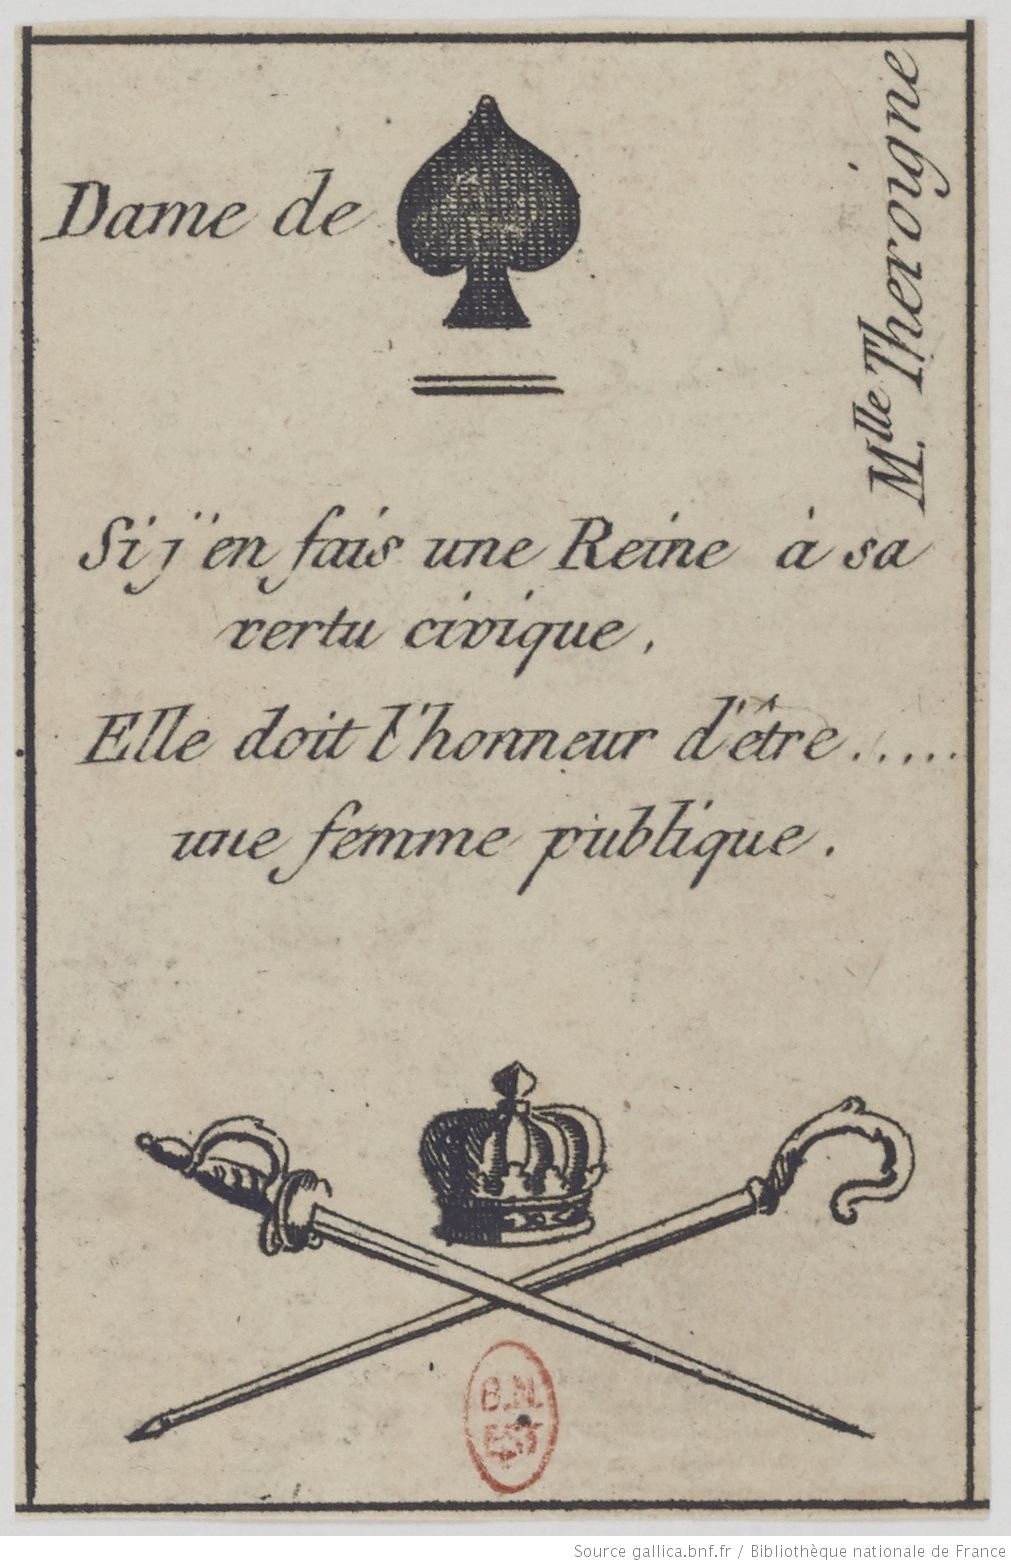 Dame de
M.lle Theroigne
Si j'en fais une Reine à sa
vertu civique,
Elle doit l'honneur d'être.....
une femme publique.
B.N.
EST
Source gallica.bnf.fr / Bibliothèque nationale de France